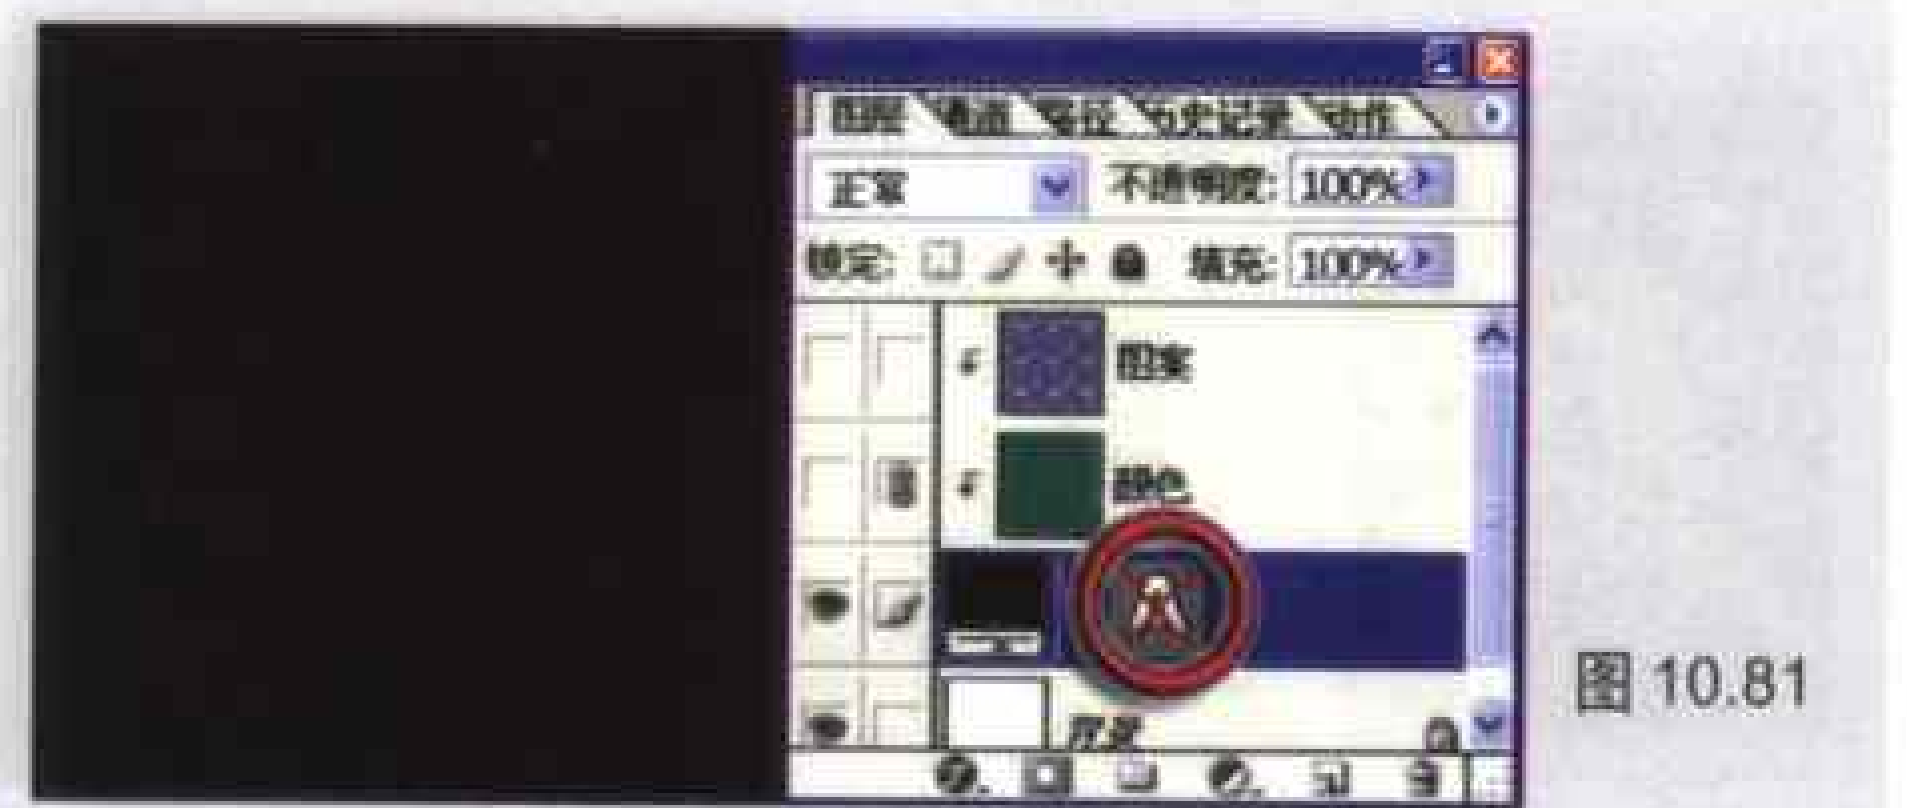 图层 通道 路径 历史记录 动作
正常 不透明度: 100%
锁定: 填充: 100%
图案
颜色
背景
图 10.81